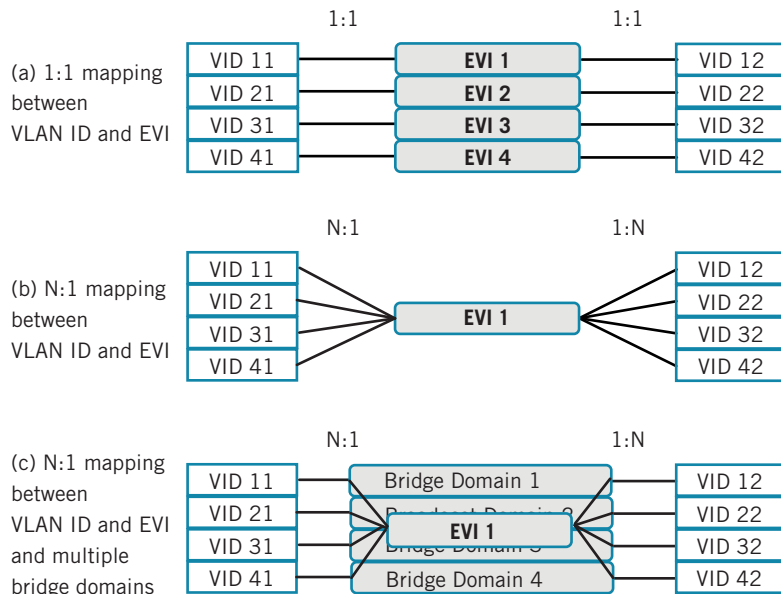 1:1 1:1
(a) 1:1 mapping
between
VLAN ID and EVI
VID 11 EVI 1 VID 12
VID 21 EVI 2 VID 22
VID 31 EVI 3 VID 32
VID 41 EVI 4 VID 42
N:1 1:N
(b) N:1 mapping
between
VLAN ID and EVI
VID 11
VID 21
VID 31
VID 41
EVI 1
VID 12
VID 22
VID 32
VID 42
N:1 1:N
(c) N:1 mapping
between
VLAN ID and EVI
and multiple
bridge domains
VID 11
VID 21
VID 31
VID 41
Bridge Domain 1
EVI 1
Bridge Domain 4
VID 12
VID 22
VID 32
VID 42